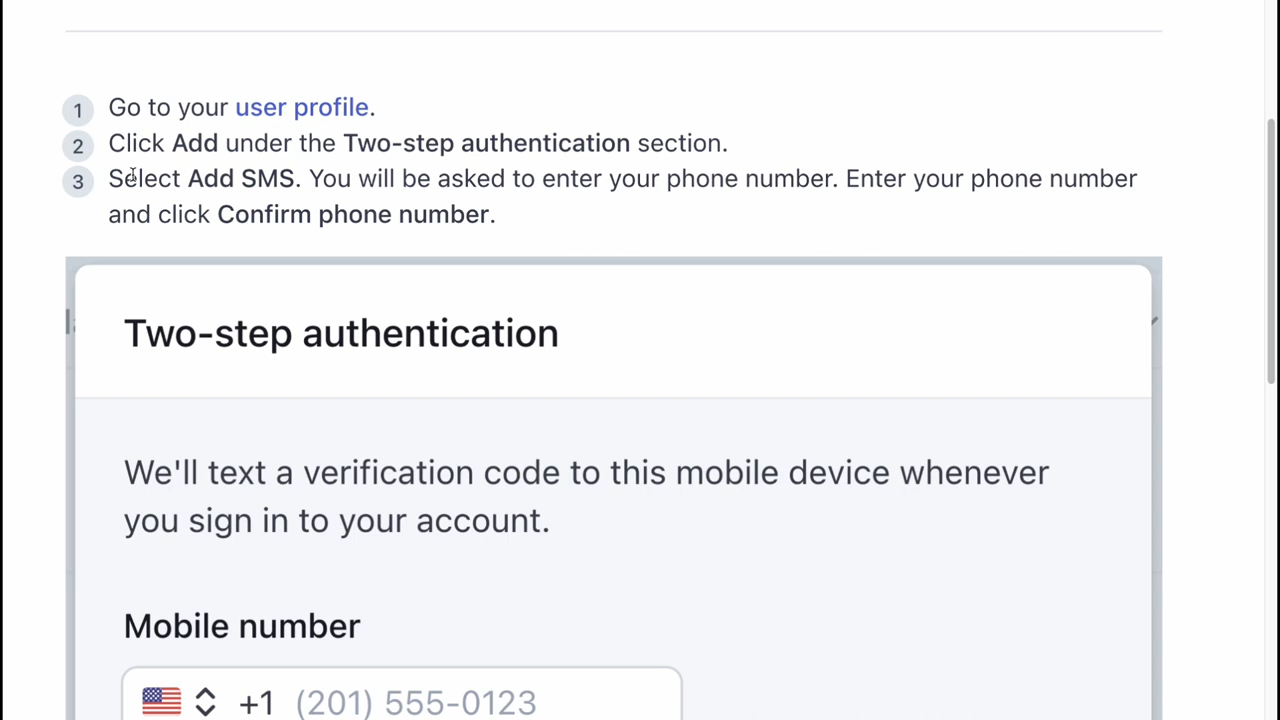 1 Go to your user profile.
2 Click Add under the Two-step authentication section.
3 Select Add SMS. You will be asked to enter your phone number. Enter your phone number
and click Confirm phone number.
Two-step authentication
We'll text a verification code to this mobile device whenever
you sign in to your account.
Mobile number
+1 (201) 555-0123